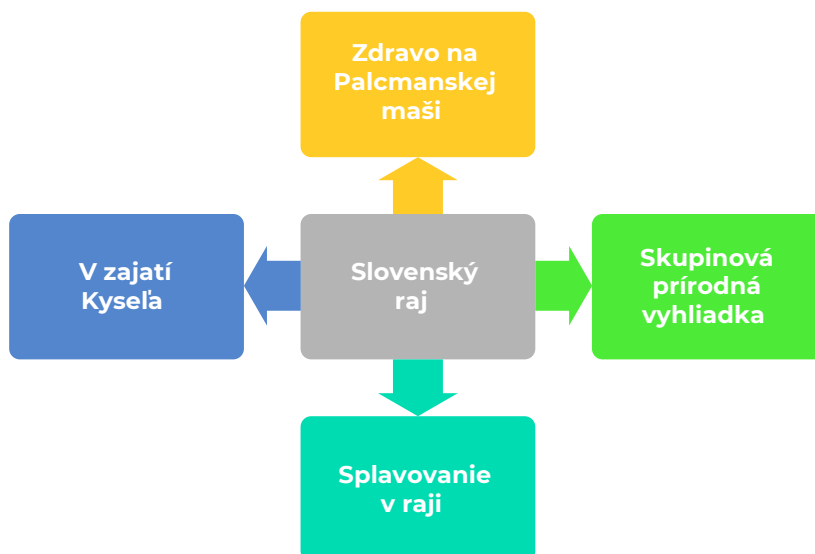 Zdravo na
Palcmanskej
maši
V zajatí
Kyseľa
Slovenský
raj
Skupinová
prírodná
vyhliadka
Splavovanie
v raji